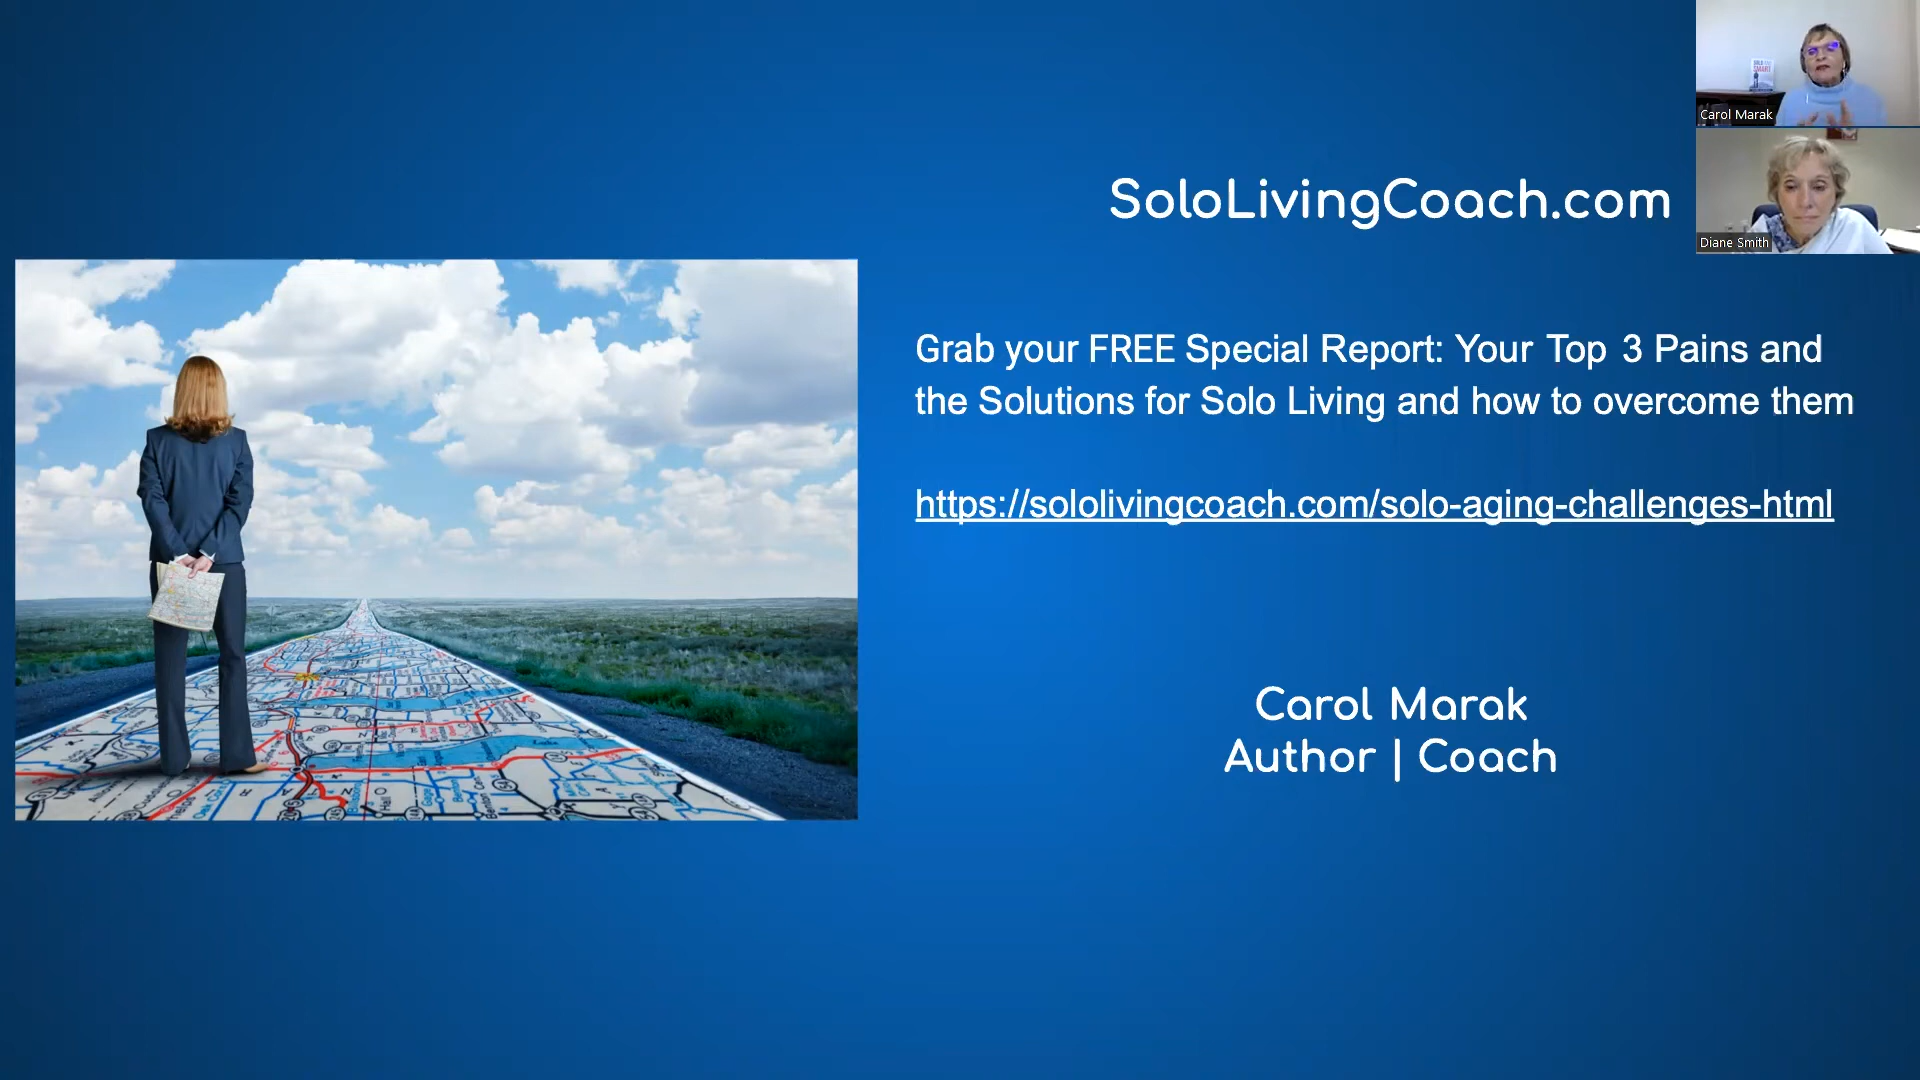 Carol Marak
Diane Smith
SoloLivingCoach.com
Grab your FREE Special Report: Your Top 3 Pains and
the Solutions for Solo Living and how to overcome them
https://sololivingcoach.com/solo-aging-challenges-html
Carol Marak
Author | Coach
SMART